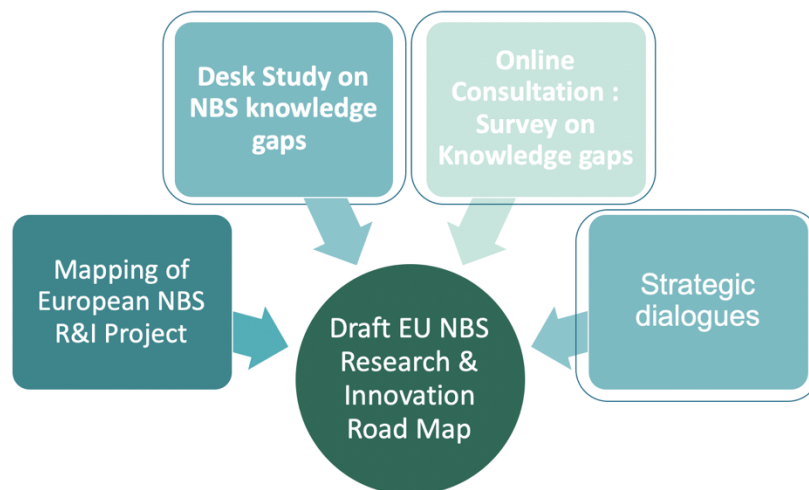 Desk Study on
NBS knowledge
gaps
Online
Consultation :
Survey on
Knowledge gaps
Mapping of
European NBS
R&I Project
Strategic
dialogues
Draft EU NBS
Research &
Innovation
Road Map